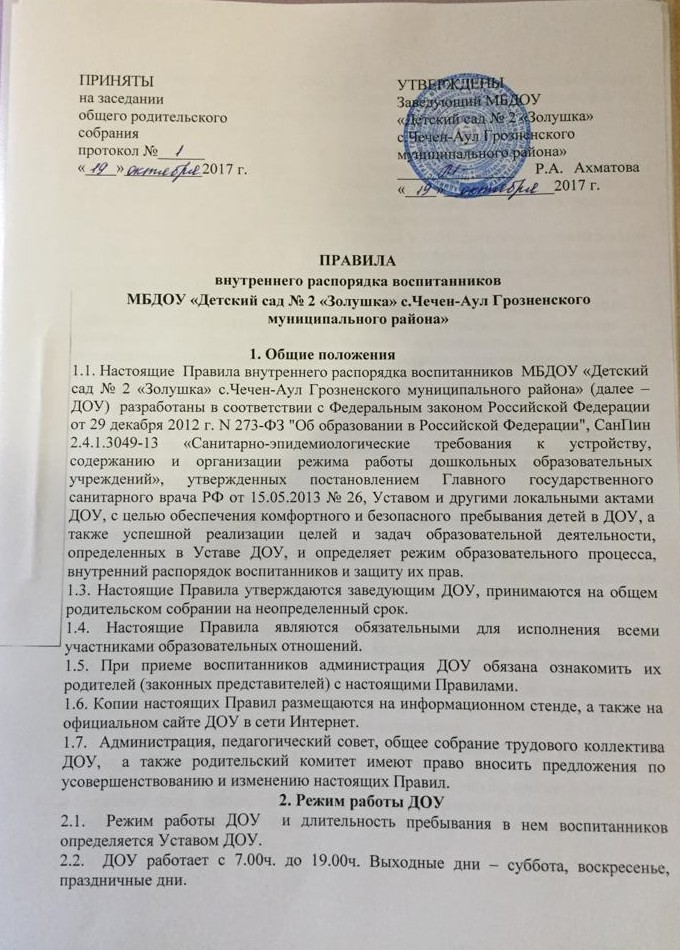 ПРИНЯТЫ
на заседании
общего родительского
собрания
протокол № 1
«19» октября 2017 г.
УТВЕРЖДЕНЫ
Заведующий МБДОУ
«Детский сад № 2 «Золушка»
с.Чечен-Аул Грозненского
муниципального района»
Р.А. Ахматова
«19» октября 2017 г.
ПРАВИЛА
внутреннего распорядка воспитанников
МБДОУ «Детский сад № 2 «Золушка» с.Чечен-Аул Грозненского
муниципального района»
1. Общие положения
1.1. Настоящие Правила внутреннего распорядка воспитанников МБДОУ «Детский
сад № 2 «Золушка» с.Чечен-Аул Грозненского муниципального района» (далее –
ДОУ) разработаны в соответствии с Федеральным законом Российской Федерации
от 29 декабря 2012 г. N 273-ФЗ "Об образовании в Российской Федерации", СанПин
2.4.1.3049-13 «Санитарно-эпидемиологические требования к устройству,
содержанию и организации режима работы дошкольных образовательных
учреждений», утвержденных постановлением Главного государственного
санитарного врача РФ от 15.05.2013 № 26, Уставом и другими локальными актами
ДОУ, с целью обеспечения комфортного и безопасного пребывания детей в ДОУ, а
также успешной реализации целей и задач образовательной деятельности,
определенных в Уставе ДОУ, и определяет режим образовательного процесса,
внутренний распорядок воспитанников и защиту их прав.
1.3. Настоящие Правила утверждаются заведующим ДОУ, принимаются на общем
родительском собрании на неопределенный срок.
1.4. Настоящие Правила являются обязательными для исполнения всеми
участниками образовательных отношений.
1.5. При приеме воспитанников администрация ДОУ обязана ознакомить их
родителей (законных представителей) с настоящими Правилами.
1.6. Копии настоящих Правил размещаются на информационном стенде, а также на
официальном сайте ДОУ в сети Интернет.
1.7. Администрация, педагогический совет, общее собрание трудового коллектива
ДОУ, а также родительский комитет имеют право вносить предложения по
усовершенствованию и изменению настоящих Правил.
2. Режим работы ДОУ
2.1. Режим работы ДОУ и длительность пребывания в нем воспитанников
определяется Уставом ДОУ.
2.2. ДОУ работает с 7.00ч. до 19.00ч. Выходные дни – суббота, воскресенье,
праздничные дни.